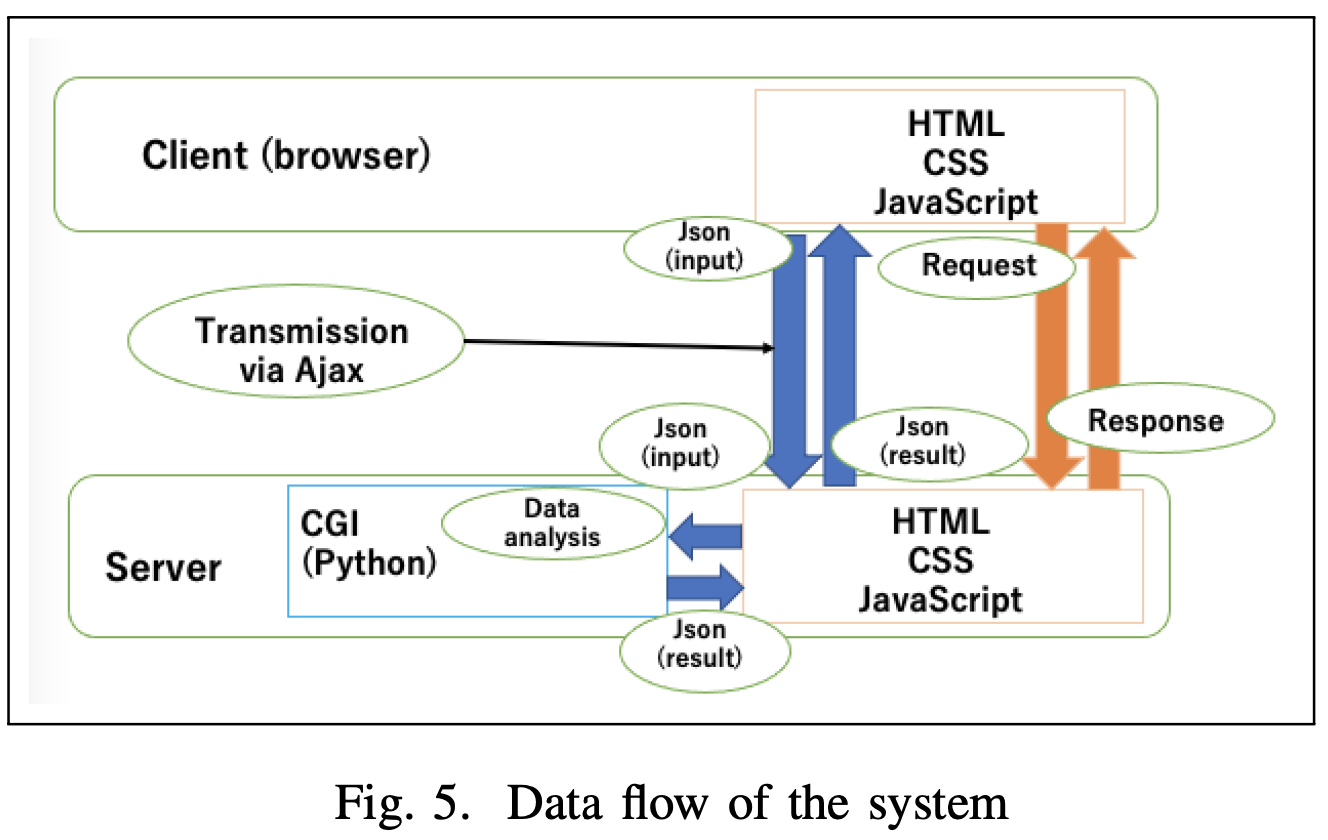 Client (browser)
HTML
CSS
JavaScript
Json
(input)
Request
Transmission
via Ajax
Json
(input)
Json
(result)
Response
Server
CGI
(Python)
Data
analysis
HTML
CSS
JavaScript
Json
(result)
Fig. 5. Data flow of the system